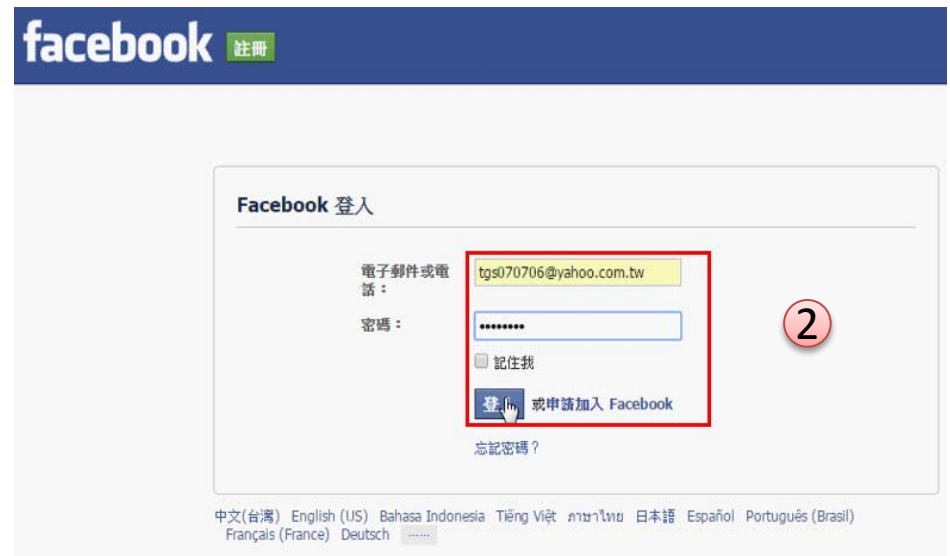 facebook 註冊
Facebook 登入
電子郵件或電
話：
tgs070706@yahoo.com.tw
密碼：
••••••••
記住我
登 或申請加入 Facebook
忘記密碼？
2
中文(台灣) English (US) Bahasa Indonesia Tiếng Việt ภาษาไทย 日本語 Español Português (Brasil)
Français (France) Deutsch ......